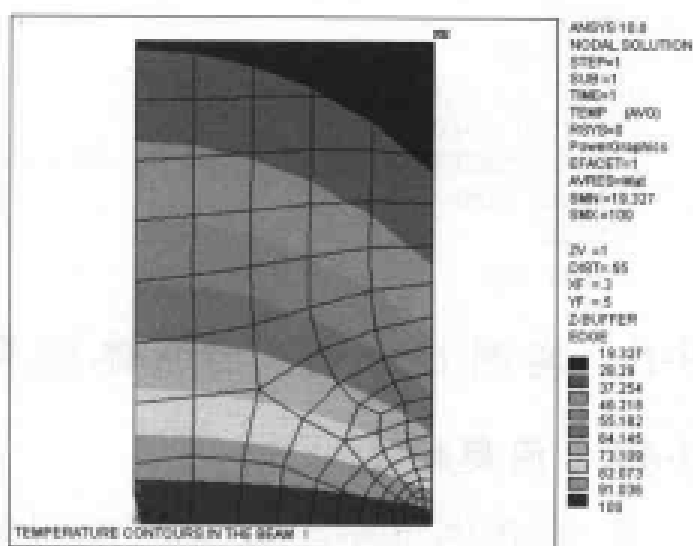 ANSYS 10.0
NODAL SOLUTION
STEP=1
SUB =1
TIME=1
TEMP (AVG)
RSYS=0
PowerGraphics
EFACET=1
AVRES=Mat
SMN =19.327
SMX =100
ZV =1
DIST=
XF =3
YF =5
Z-BUFFER
EDGE
19.327
28.29
37.254
46.218
55.182
64.145
73.109
82.073
91.036
100
TEMPERATURE CONTOURS IN THE BEAM